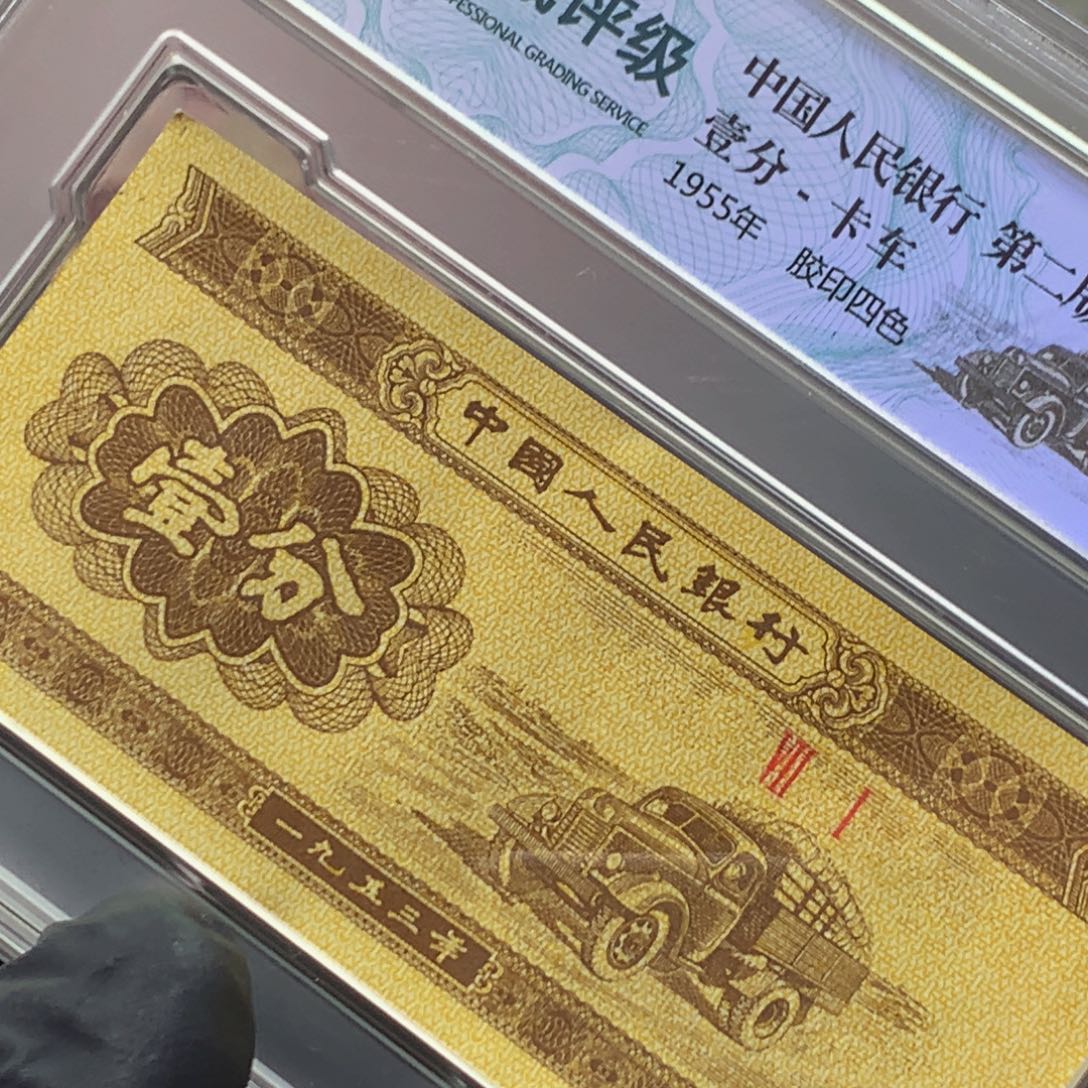 评级
PROFESSIONAL GRADING SERVICE
中国人民银行 第二版
壹分 - 卡车
1955年 胶印四色
中國人民銀行
壹分
VIII I
一九五三年